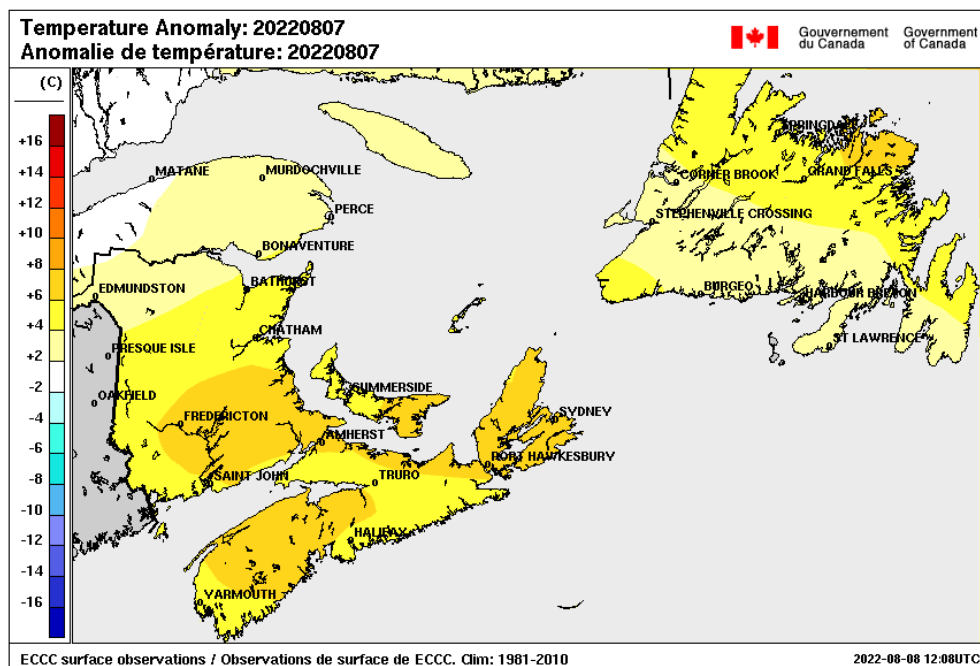 Temperature Anomaly: 20220807
Anomalie de température: 20220807
Gouvernement du Canada
Government of Canada
(C)
+16
+14
+12
+10
+8
+6
+4
+2
-2
-4
-6
-8
-10
-12
-14
-16
MATANE
MURDOCHVILLE
PERCE
BONAVENTURE
EDMUNDSTON
BATHURST
CHATHAM
PRESQUE ISLE
OAKFIELD
FREDERICTON
SUMMERSIDE
AMHERST
SYDNEY
PORT HAWKESBURY
SAINT JOHN
TRURO
HALIFAX
YARMOUTH
SPRINGDALE
CORNER BROOK
GRAND FALLS
STEPHENVILLE CROSSING
BURGEO
HARBOUR BRETON
ST LAWRENCE
ECCC surface observations / Observations de surface de ECCC. Clim: 1981-2010
2022-08-08 12:08UTC